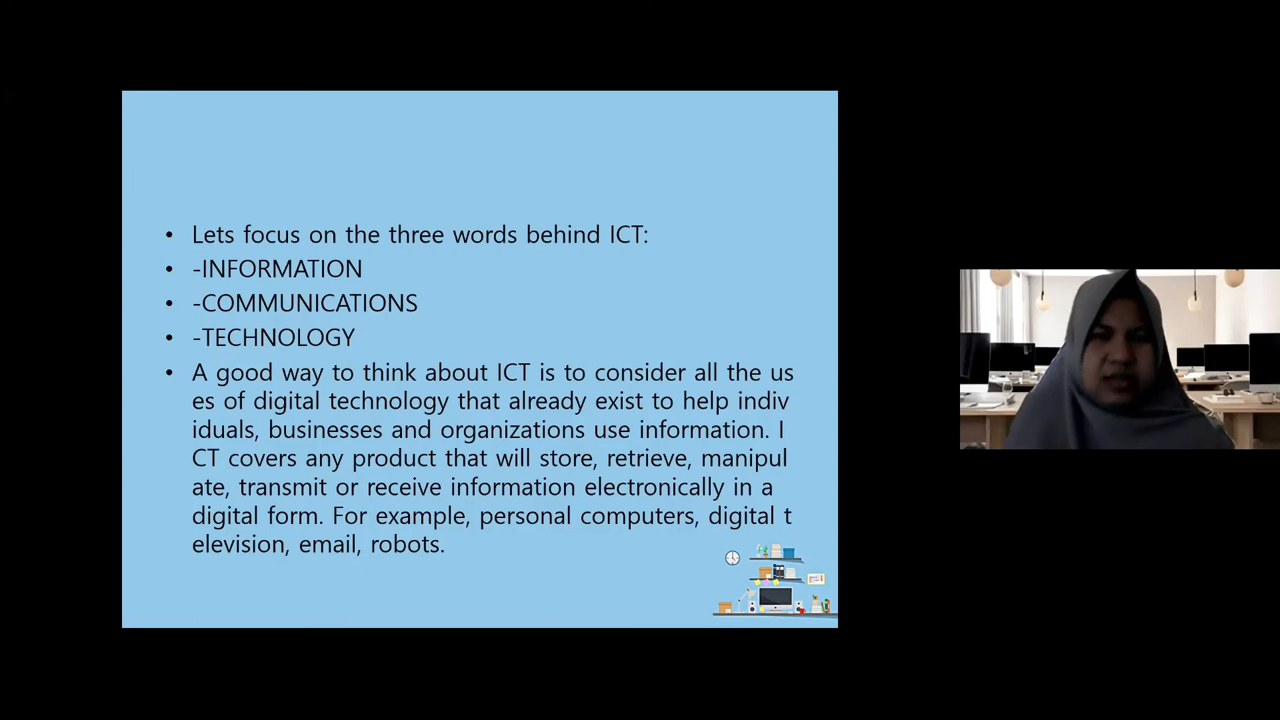 • Lets focus on the three words behind ICT:
• -INFORMATION
• -COMMUNICATIONS
• -TECHNOLOGY
• A good way to think about ICT is to consider all the us
es of digital technology that already exist to help indiv
iduals, businesses and organizations use information. I
CT covers any product that will store, retrieve, manipul
ate, transmit or receive information electronically in a
digital form. For example, personal computers, digital t
elevision, email, robots.